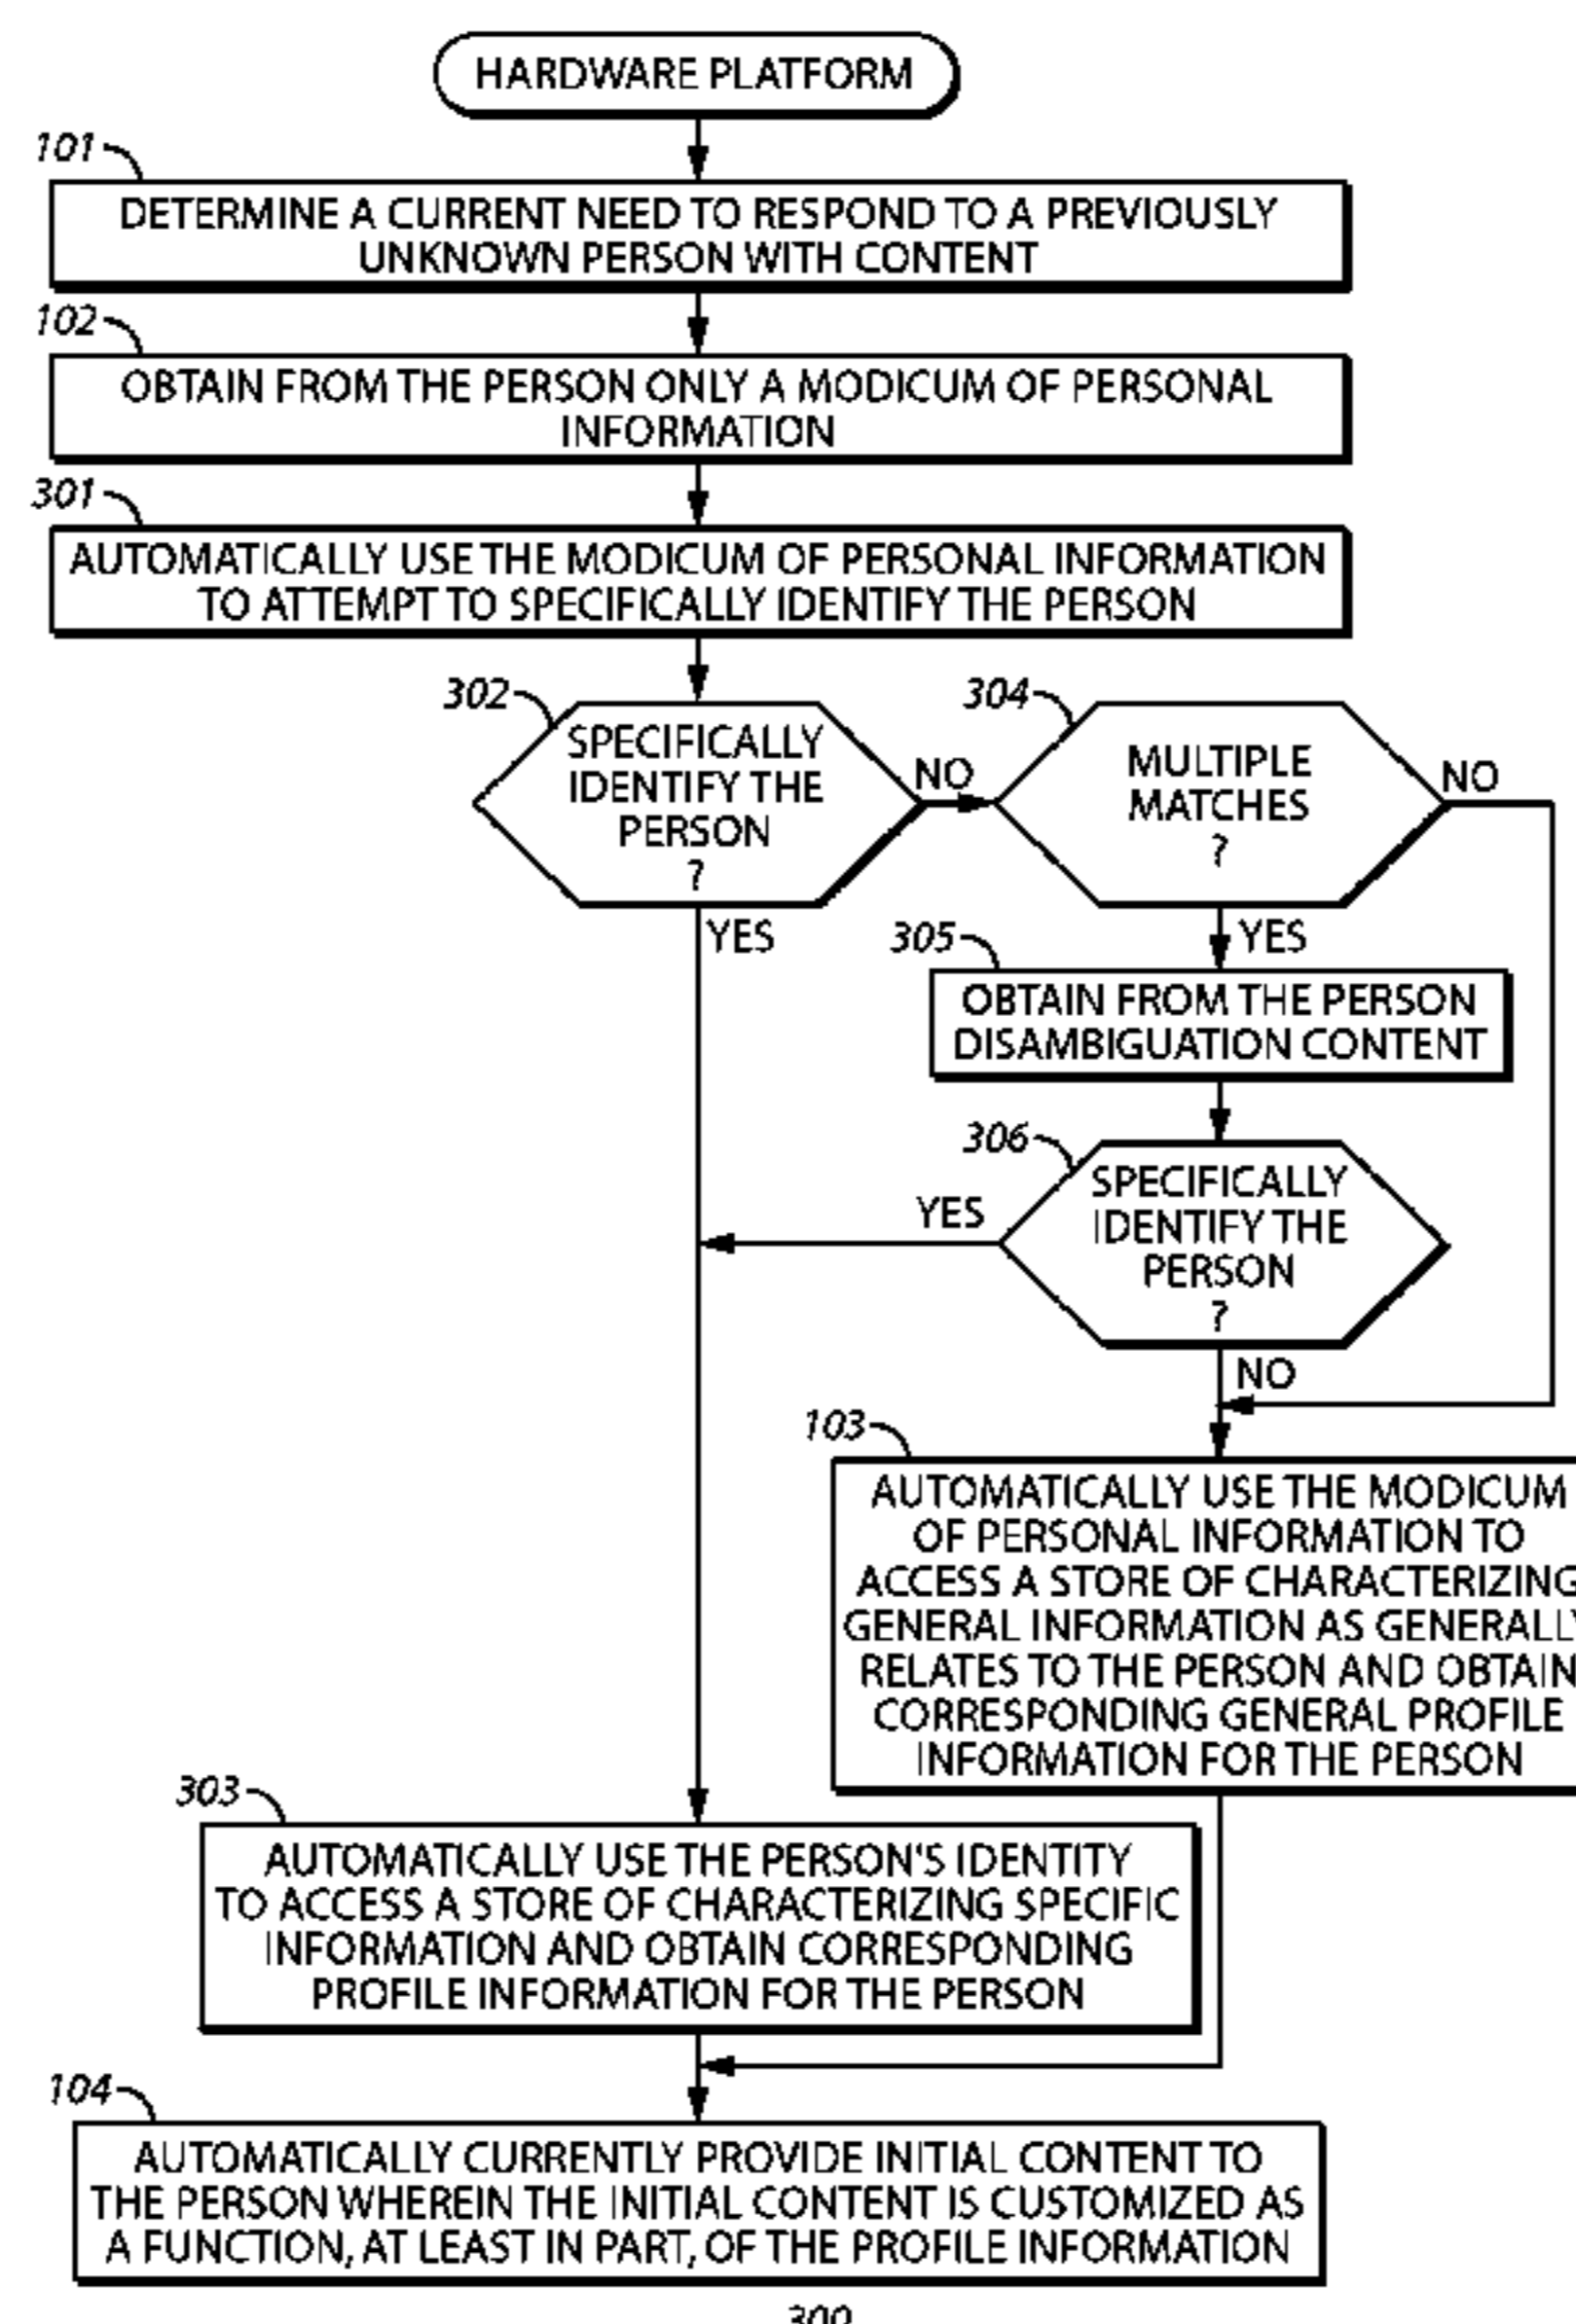 HARDWARE PLATFORM
101
DETERMINE A CURRENT NEED TO RESPOND TO A PREVIOUSLY
UNKNOWN PERSON WITH CONTENT
102
OBTAIN FROM THE PERSON ONLY A MODICUM OF PERSONAL
INFORMATION
301
AUTOMATICALLY USE THE MODICUM OF PERSONAL INFORMATION
TO ATTEMPT TO SPECIFICALLY IDENTIFY THE PERSON
302
SPECIFICALLY
IDENTIFY THE
PERSON
?
NO
YES
304
MULTIPLE
MATCHES
?
NO
YES
305
OBTAIN FROM THE PERSON
DISAMBIGUATION CONTENT
306
SPECIFICALLY
IDENTIFY THE
PERSON
?
YES
NO
103
AUTOMATICALLY USE THE MODICUM
OF PERSONAL INFORMATION TO
ACCESS A STORE OF CHARACTERIZING
GENERAL INFORMATION AS GENERALLY
RELATES TO THE PERSON AND OBTAIN
CORRESPONDING GENERAL PROFILE
INFORMATION FOR THE PERSON
303
AUTOMATICALLY USE THE PERSON'S IDENTITY
TO ACCESS A STORE OF CHARACTERIZING SPECIFIC
INFORMATION AND OBTAIN CORRESPONDING
PROFILE INFORMATION FOR THE PERSON
104
AUTOMATICALLY CURRENTLY PROVIDE INITIAL CONTENT TO
THE PERSON WHEREIN THE INITIAL CONTENT IS CUSTOMIZED AS
A FUNCTION, AT LEAST IN PART, OF THE PROFILE INFORMATION
300